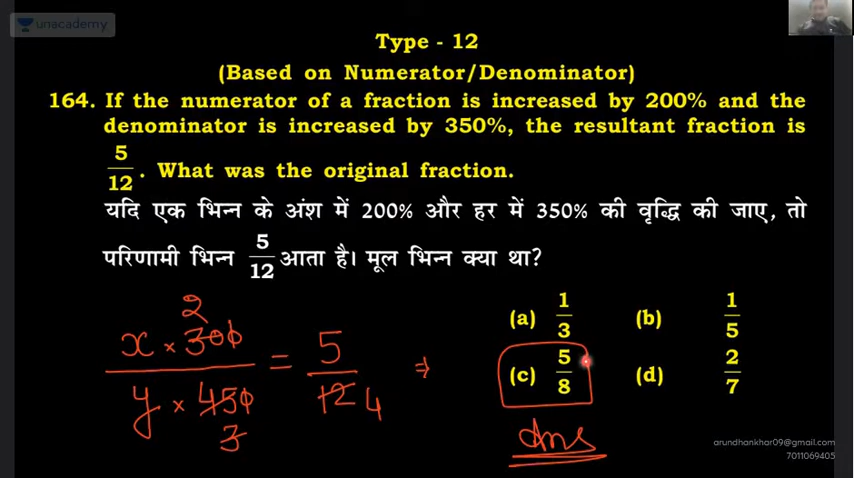 unacademy
Type - 12
(Based on Numerator/Denominator)
164. If the numerator of a fraction is increased by 200% and the
denominator is increased by 350%, the resultant fraction is
5/12. What was the original fraction.
यदि एक भिन्न के अंश में 200% और हर में 350% की वृद्धि की जाए, तो
परिणामी भिन्न 5/12 आता है। मूल भिन्न क्या था?
(a) 1/3 (b) 1/5
(c) 5/8 (d) 2/7
2
x × 300 = 5 ⇒
y × 450 12 4
3
Ans
arundhankhar09@gmail.com
7011069405